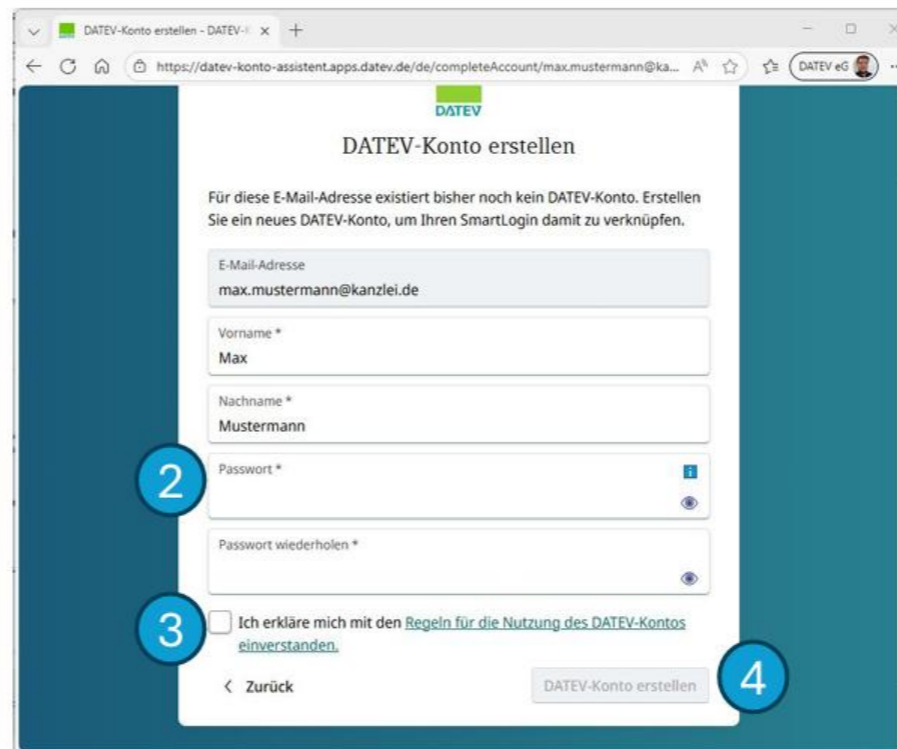 DATEV-Konto erstellen - DATEV-
https://datev-konto-assistent.apps.datev.de/de/completeAccount/max.mustermann@ka...
DATEV eG
DATEV
DATEV-Konto erstellen
Für diese E-Mail-Adresse existiert bisher noch kein DATEV-Konto. Erstellen
Sie ein neues DATEV-Konto, um Ihren SmartLogin damit zu verknüpfen.
E-Mail-Adresse
max.mustermann@kanzlei.de
Vorname *
Max
Nachname *
Mustermann
2
Passwort *
Passwort wiederholen *
3
Ich erkläre mich mit den Regeln für die Nutzung des DATEV-Kontos
einverstanden.
Zurück
DATEV-Konto erstellen
4